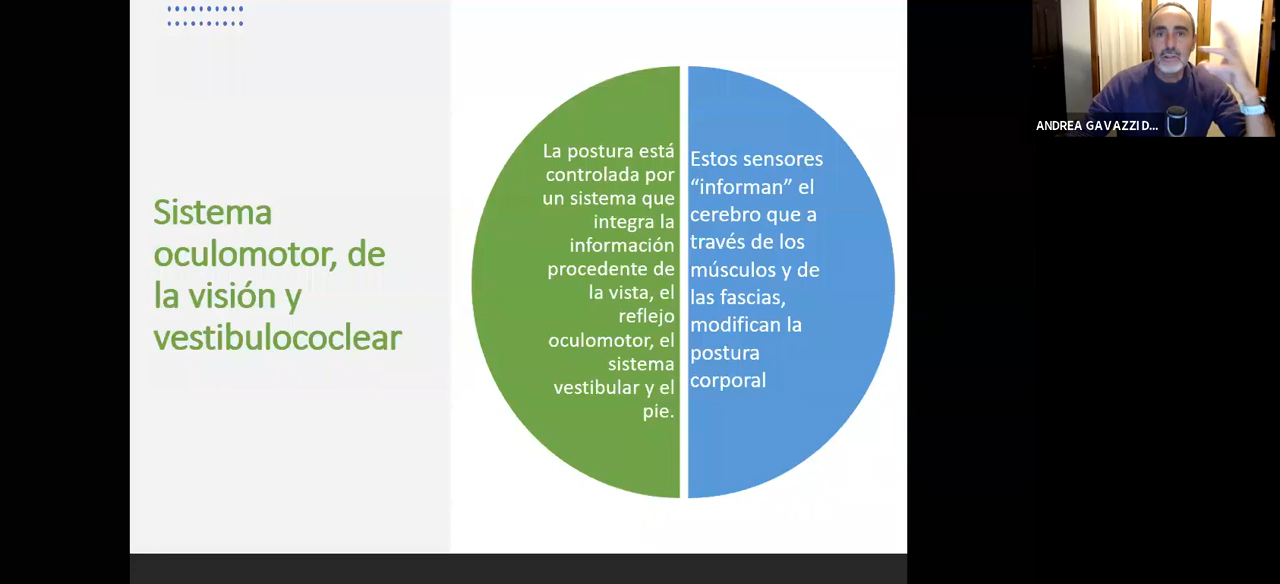 Sistema
oculomotor, de
la visión y
vestibulococlear
La postura está
controlada por
un sistema que
integra la
información
procedente de
la vista, el
reflejo
oculomotor, el
sistema
vestibular y el
pie.
Estos sensores
“informan” el
cerebro que a
través de los
músculos y de
las fascias,
modifican la
postura
corporal
ANDREA GAVAZZI D...